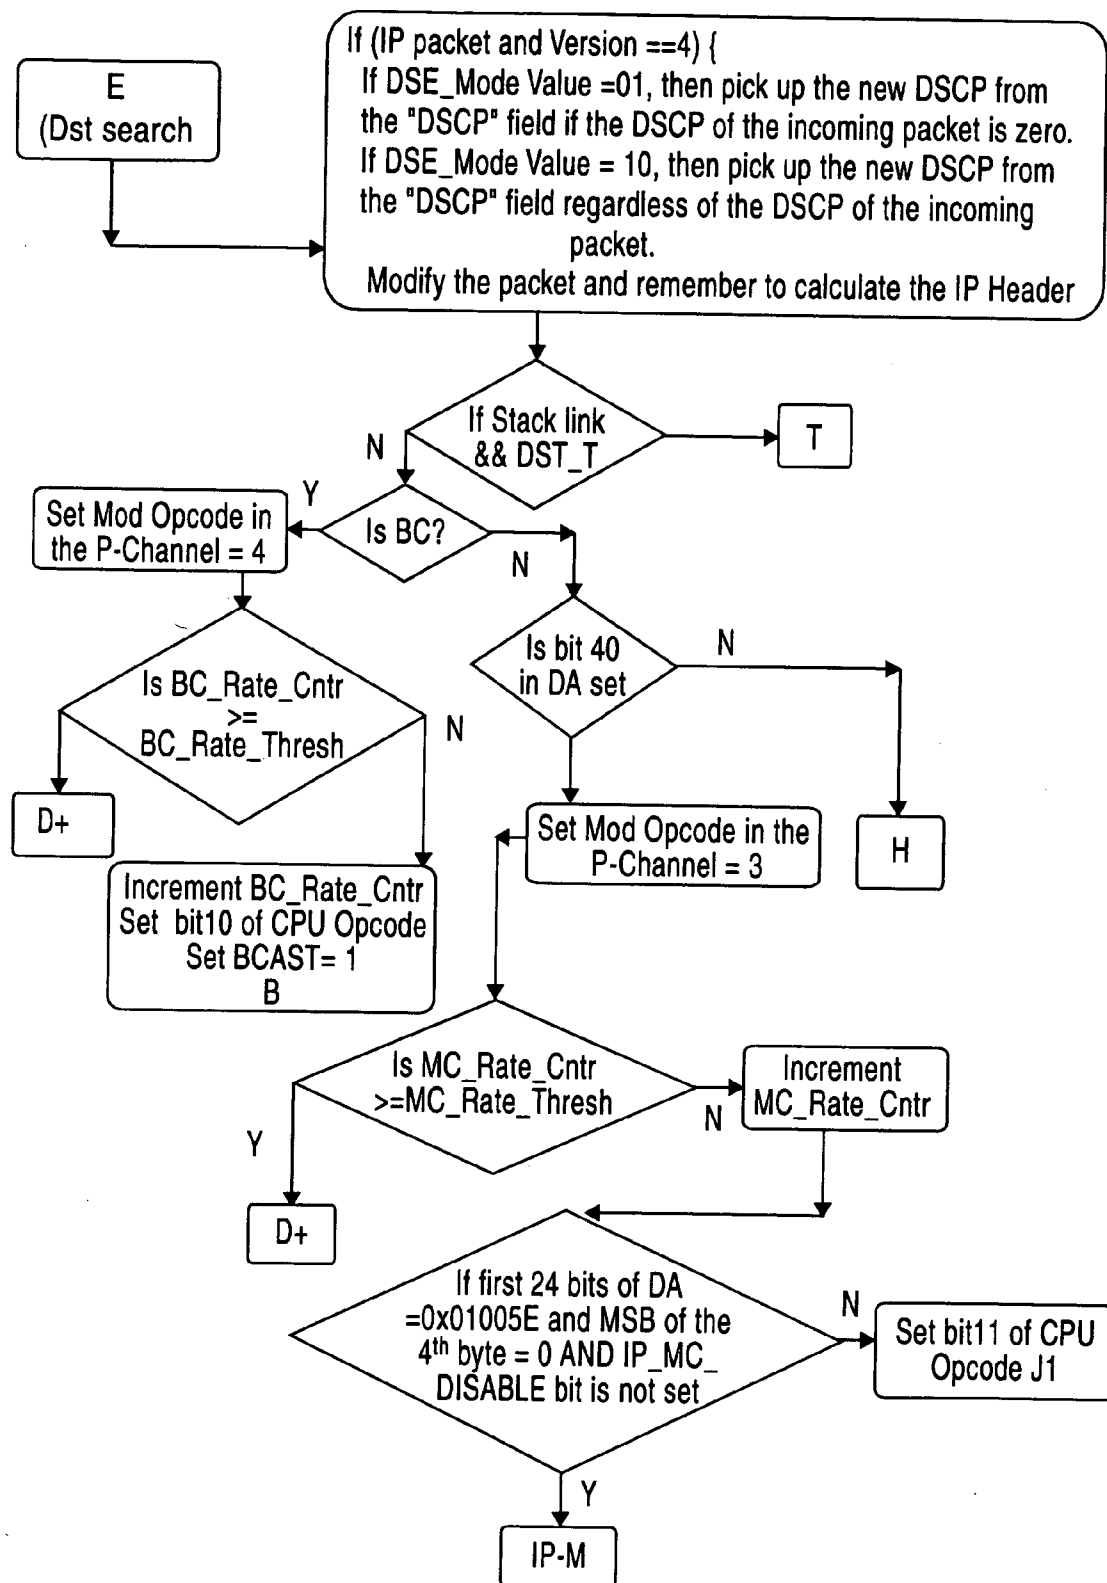 E
(Dst search
If (IP packet and Version ==4) {
If DSE_Mode Value =01, then pick up the new DSCP from
the "DSCP" field if the DSCP of the incoming packet is zero.
If DSE_Mode Value = 10, then pick up the new DSCP from
the "DSCP" field regardless of the DSCP of the incoming
packet.
Modify the packet and remember to calculate the IP Header
If Stack link
&& DST_T
T
N
Is BC?
Y
Set Mod Opcode in
the P-Channel = 4
N
Is bit 40
in DA set
N
Is BC_Rate_Cntr
>=
BC_Rate_Thresh
N
D+
Set Mod Opcode in the
P-Channel = 3
H
Increment BC_Rate_Cntr
Set bit10 of CPU Opcode
Set BCAST= 1
B
Is MC_Rate_Cntr
>=MC_Rate_Thresh
N
Increment
MC_Rate_Cntr
Y
D+
If first 24 bits of DA
=0x01005E and MSB of the
4th byte = 0 AND IP_MC_
DISABLE bit is not set
N
Set bit11 of CPU
Opcode J1
Y
IP-M